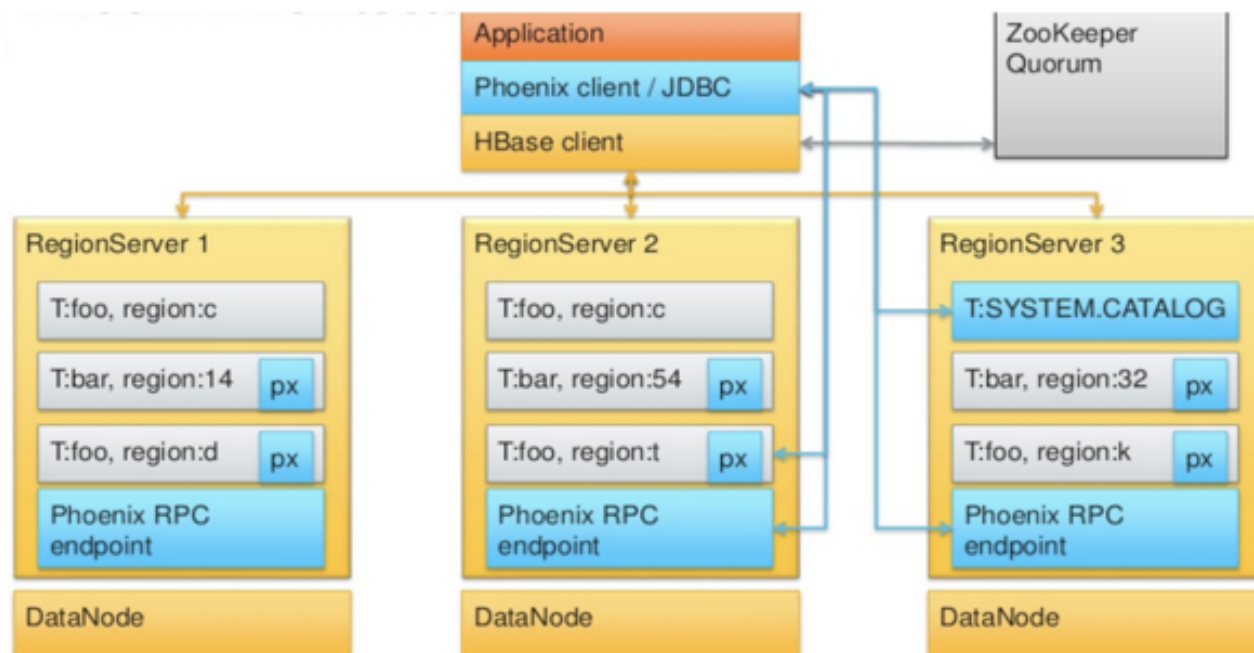 Application
Phoenix client / JDBC
HBase client
ZooKeeper
Quorum
RegionServer 1
T:foo, region:c
T:bar, region:14
px
T:foo, region:d
px
Phoenix RPC
endpoint
DataNode
RegionServer 2
T:foo, region:c
T:bar, region:54
px
T:foo, region:t
px
Phoenix RPC
endpoint
DataNode
RegionServer 3
T:SYSTEM.CATALOG
T:bar, region:32
px
T:foo, region:k
px
Phoenix RPC
endpoint
DataNode